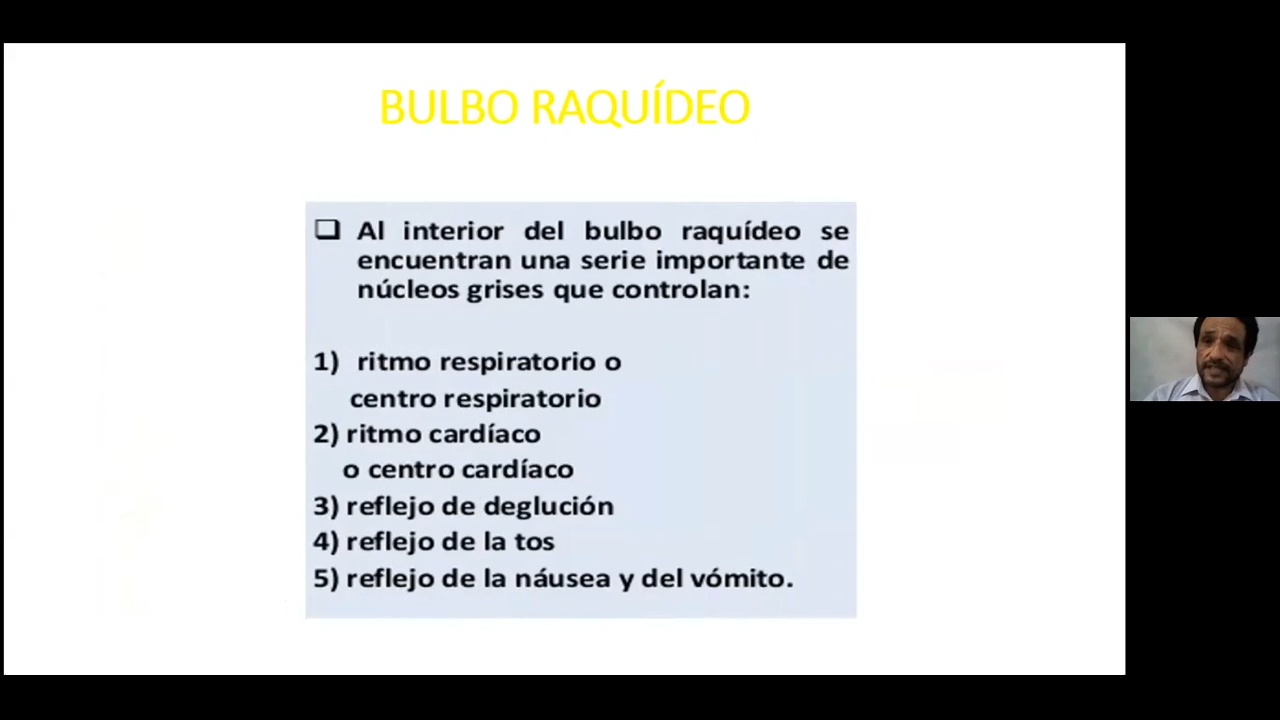 BULBO RAQUÍDEO
❑ Al interior del bulbo raquídeo se
encuentran una serie importante de
núcleos grises que controlan:
1) ritmo respiratorio o
centro respiratorio
2) ritmo cardíaco
o centro cardíaco
3) reflejo de deglución
4) reflejo de la tos
5) reflejo de la náusea y del vómito.